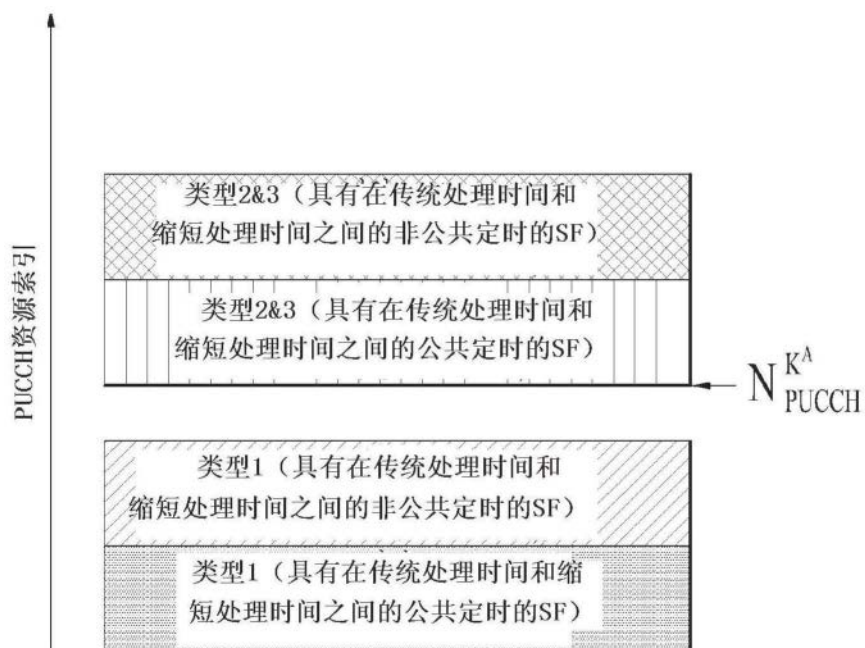 PUCCH资源索引
类型2&3（具有在传统处理时间和
缩短处理时间之间的非公共定时的SF）
类型2&3（具有在传统处理时间和
缩短处理时间之间的公共定时的SF）
N K^A PUCCH
类型1（具有在传统处理时间和
缩短处理时间之间的非公共定时的SF）
类型1（具有在传统处理时间和缩
短处理时间之间的公共定时的SF）